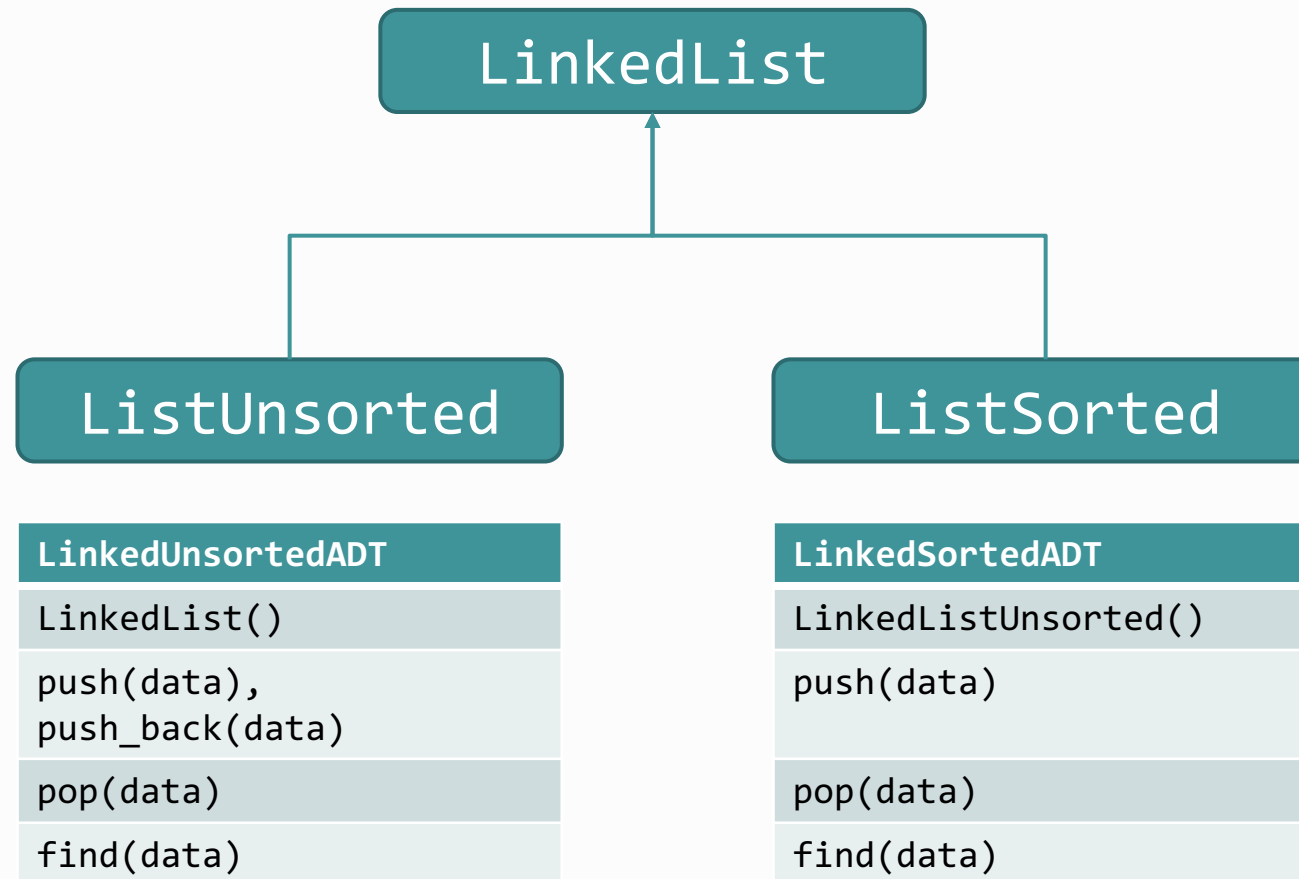 LinkedList
ListUnsorted
ListSorted
LinkedUnsortedADT
LinkedList()
push(data),
push_back(data)
pop(data)
find(data)
LinkedSortedADT
LinkedListUnsorted()
push(data)
pop(data)
find(data)